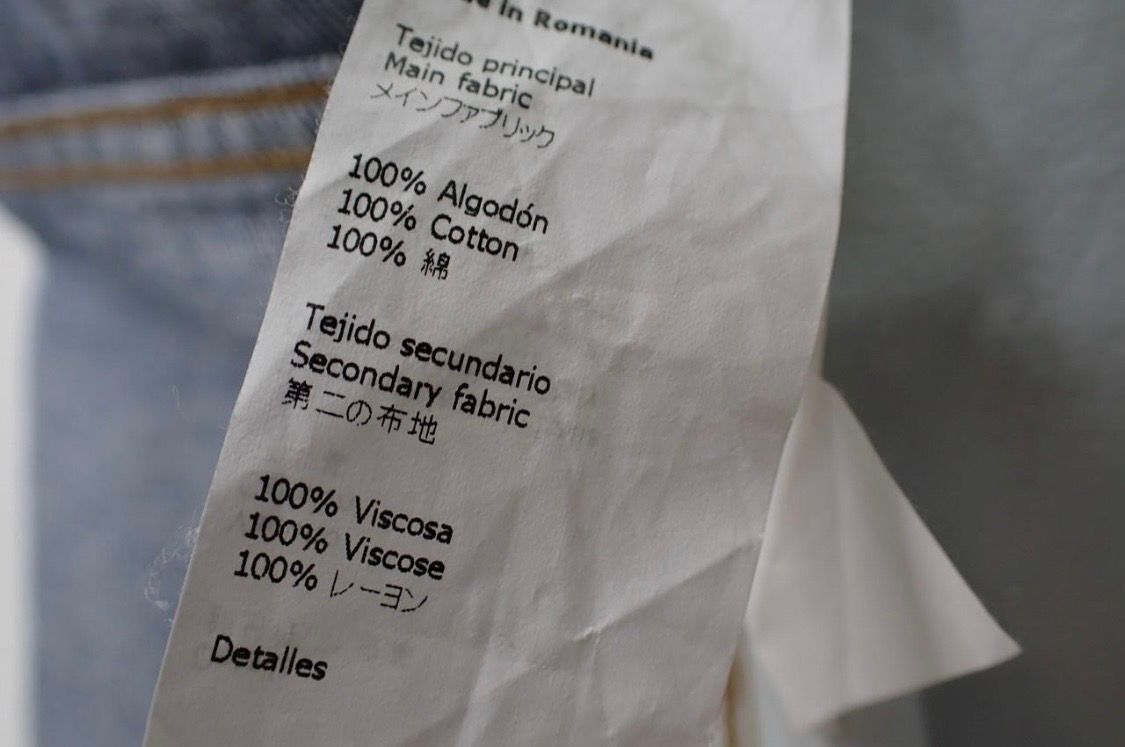 in Romania
Tejido principal
Main fabric
メインファブリック
100% Algodón
100% Cotton
100% 綿
Tejido secundario
Secondary fabric
第二の布地
100% Viscosa
100% Viscose
100% レーヨン
Detalles